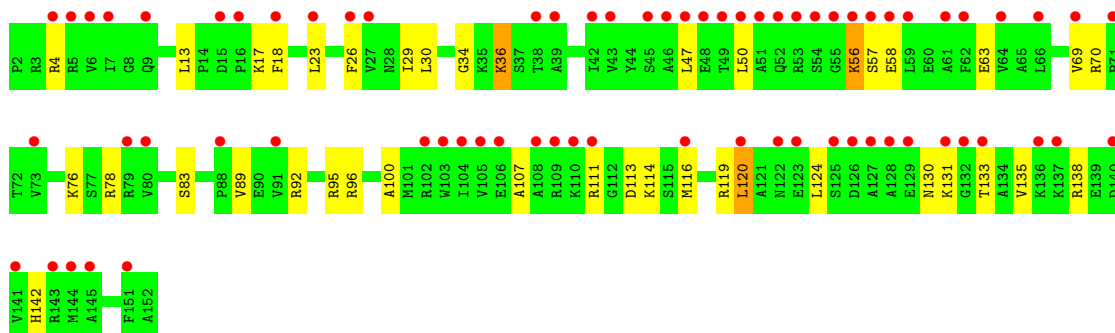 P2 R3 R4 R5 V6 I7 G8 Q9 L13 P14 D15 P16 K17 F18 L23 F26 V27 N28 I29 L30 G34 K35 K36 S37 T38 A39 I42 V43 Y44 S45 A46 L47 E48 T49 L50 A51 Q52 R53 S54 G55 K56 S57 E58 L59 E60 A61 F62 E63 V64 A65 L66 V69 R70
T72 V73 K76 S77 R78 R79 V80 S83 P88 V89 E90 V91 R92 R95 R96 A100 M101 R102 W103 I104 V105 E106 A107 A108 R109 K110 R111 G112 D113 K114 S115 M116 R119 L120 A121 N122 E123 L124 S125 D126 A127 A128 E129 N130 K131 G132 T133 A134 V135 K136 K137 R138 E139
V141 H142 R143 M144 A145 F151 A152